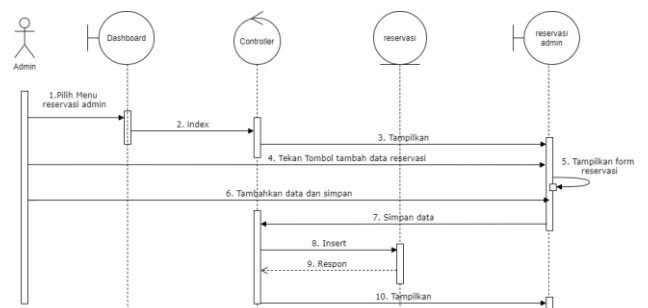 Admin
Dashboard
Controller
reservasi
reservasi
admin
1.Pilih Menu
reservasi admin
2. index
3. Tampilkan
4. Tekan Tombol tambah data reservasi
5. Tampilkan form
reservasi
6. Tambahkan data dan simpan
7. Simpan data
8. Insert
9. Respon
10. Tampilkan